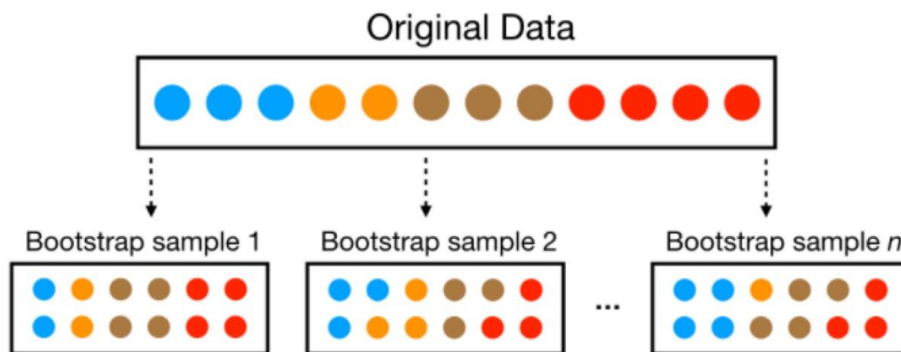 Original Data
Bootstrap sample 1
Bootstrap sample 2
Bootstrap sample n
...